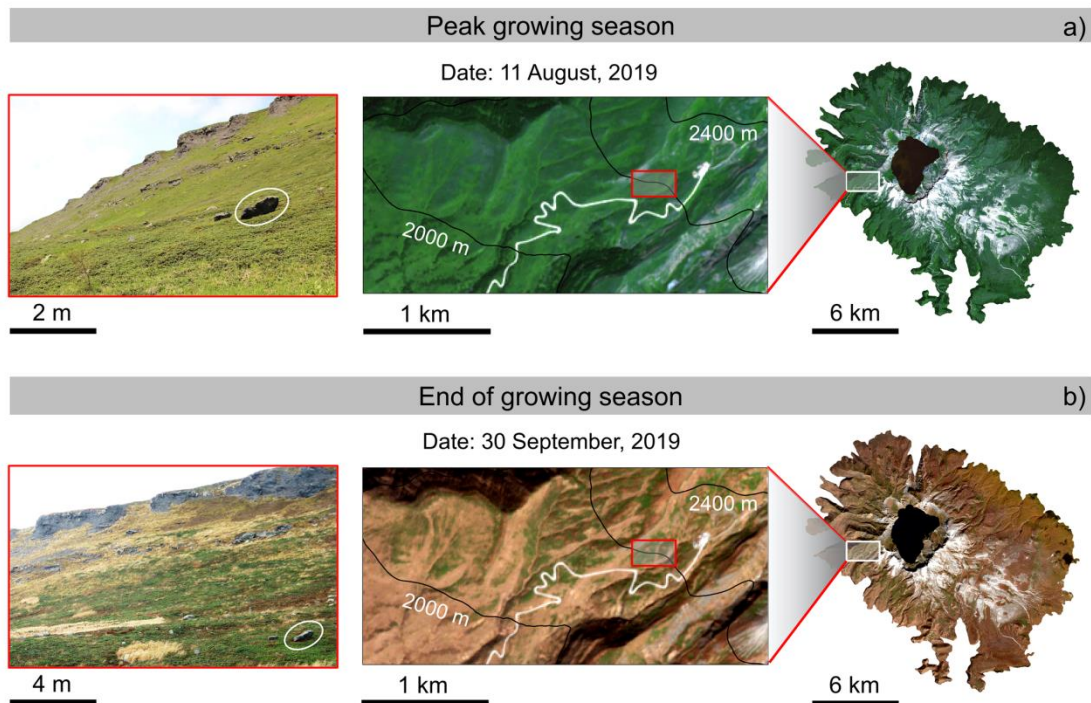 Peak growing season
a)
Date: 11 August, 2019
2400 m
2000 m
2 m
1 km
6 km
End of growing season
b)
Date: 30 September, 2019
2400 m
2000 m
4 m
1 km
6 km